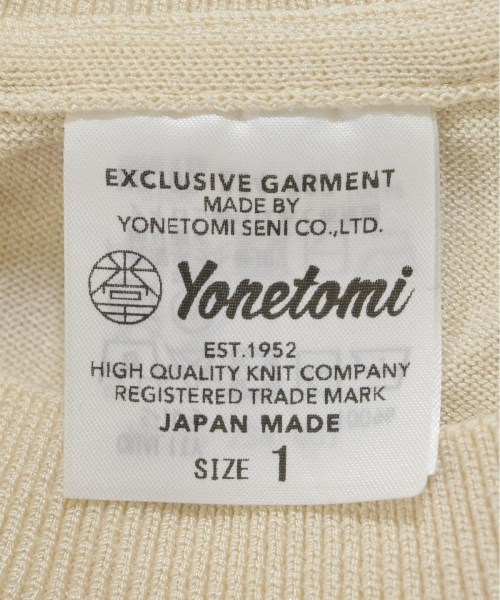 EXCLUSIVE GARMENT
MADE BY
YONETOMI SENI CO.,LTD.
Yonetomi
EST.1952
HIGH QUALITY KNIT COMPANY
REGISTERED TRADE MARK
JAPAN MADE
SIZE 1